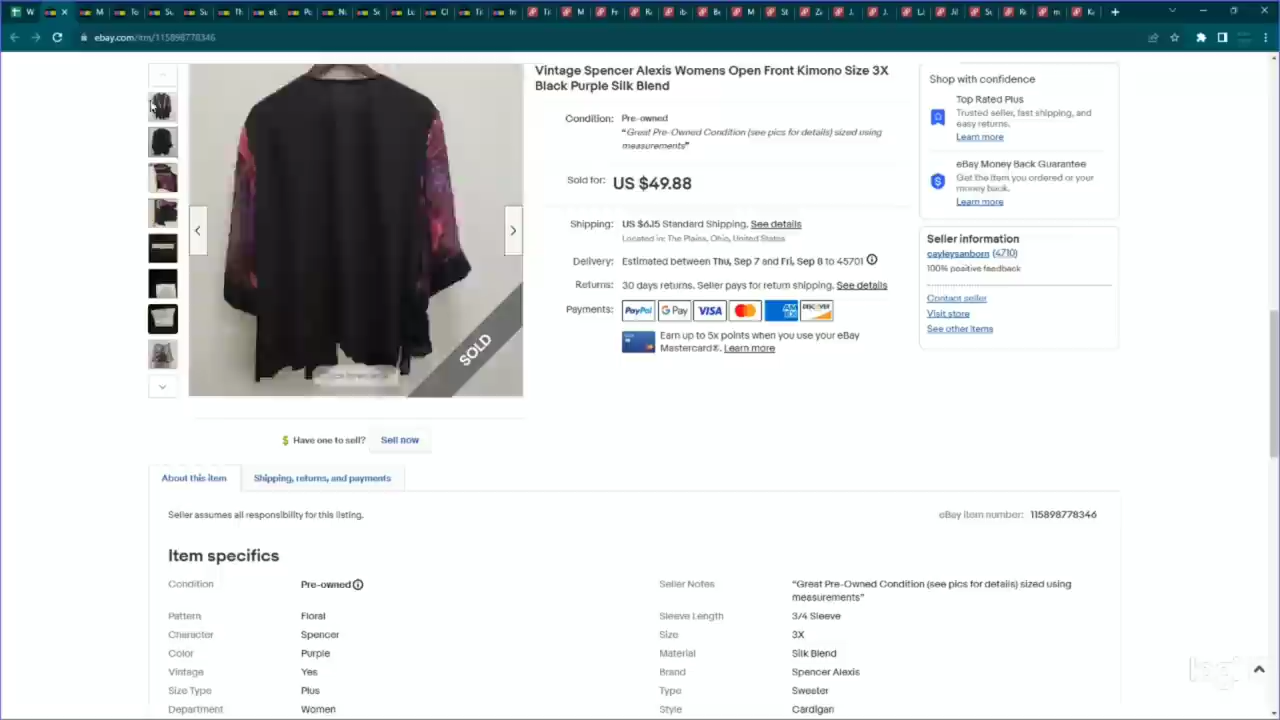 ebay.com/itm/115898778346
Vintage Spencer Alexis Womens Open Front Kimono Size 3X
Black Purple Silk Blend
Condition: Pre-owned
"Great Pre-Owned Condition (see pics for details) sized using
measurements"
Sold for: US $49.88
Shipping: US $6.15 Standard Shipping. See details
Located in: The Plains, Ohio, United States
Delivery: Estimated between Thu, Sep 7 and Fri, Sep 8 to 45701
Returns: 30 days returns. Seller pays for return shipping. See details
Payments: PayPal G Pay VISA DISCOVER
Earn up to 5x points when you use your eBay
Mastercard®. Learn more
SOLD
Shop with confidence
Top Rated Plus
Trusted seller, fast shipping, and
easy returns.
Learn more
eBay Money Back Guarantee
Get the item you ordered or your
money back.
Learn more
Seller information
cayleysanborn (4710)
100% positive feedback
Contact seller
Visit store
See other items
Have one to sell? Sell now
About this item
Shipping, returns, and payments
Seller assumes all responsibility for this listing.
eBay item number: 115898778346
Item specifics
Condition Pre-owned
Seller Notes "Great Pre-Owned Condition (see pics for details) sized using
measurements"
Pattern Floral
Sleeve Length 3/4 Sleeve
Character Spencer
Size 3X
Color Purple
Material Silk Blend
Vintage Yes
Brand Spencer Alexis
Size Type Plus
Type Sweater
Department Women
Style Cardigan